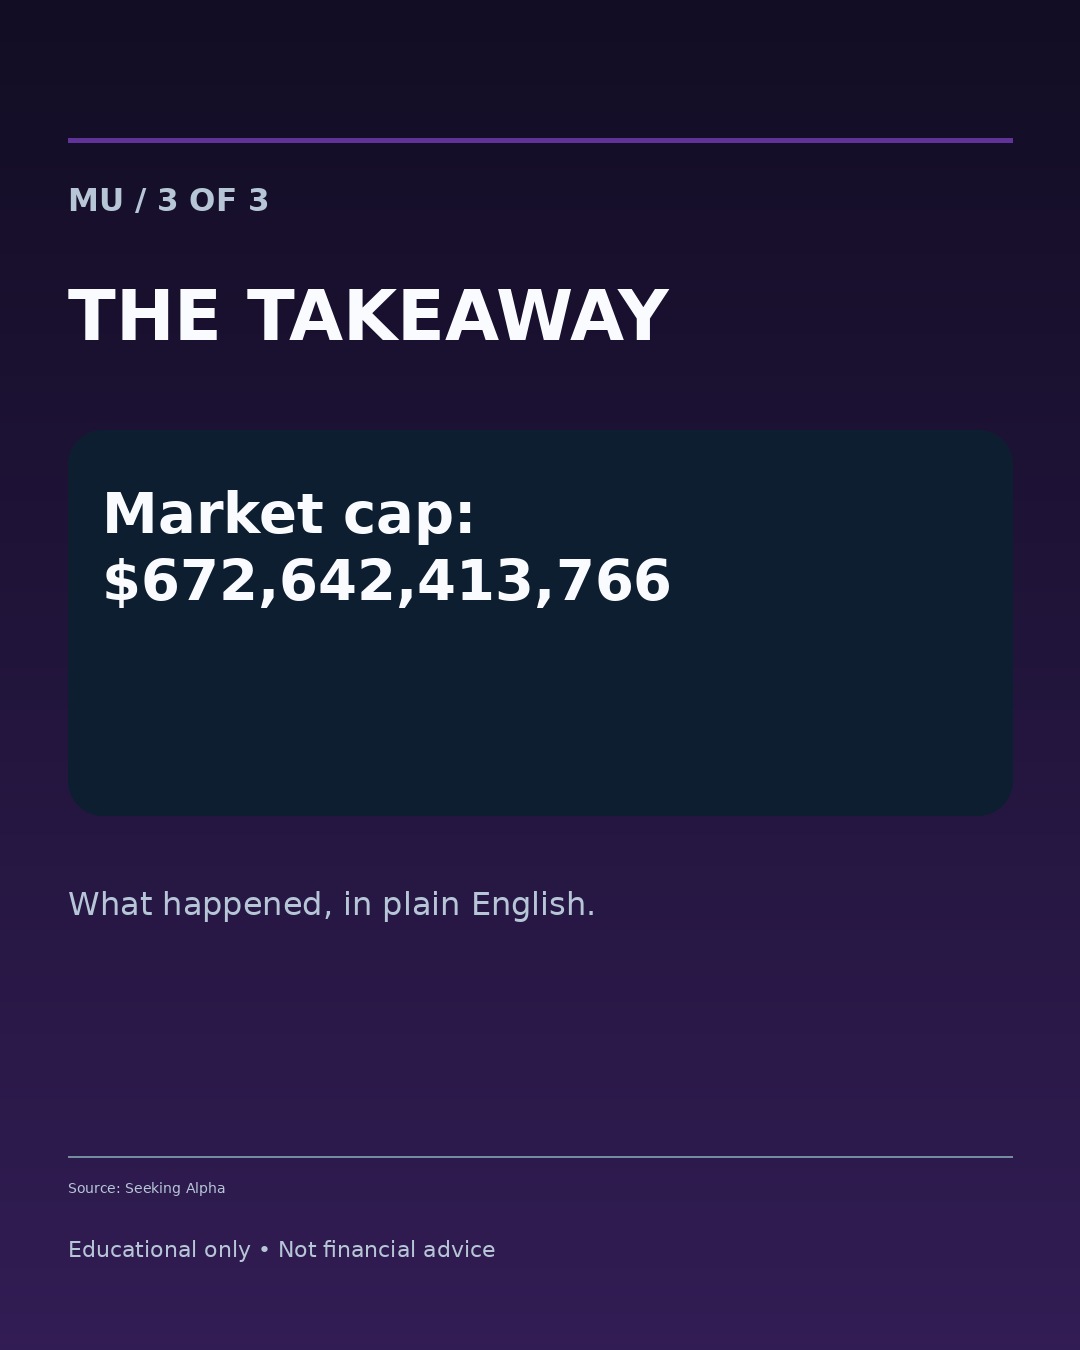 MU / 3 OF 3
THE TAKEAWAY
Market cap:
$672,642,413,766
What happened, in plain English.
Source: Seeking Alpha
Educational only • Not financial advice